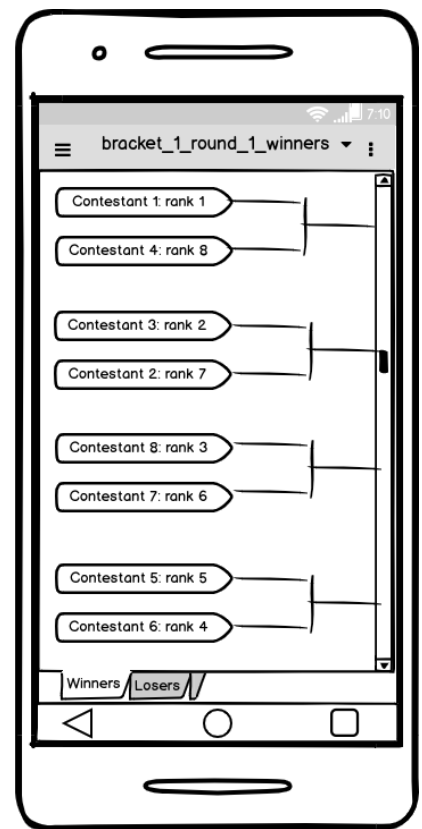 7:10
bracket_1_round_1_winners
Contestant 1: rank 1
Contestant 4: rank 8
Contestant 3: rank 2
Contestant 2: rank 7
Contestant 8: rank 3
Contestant 7: rank 6
Contestant 5: rank 5
Contestant 6: rank 4
Winners Losers